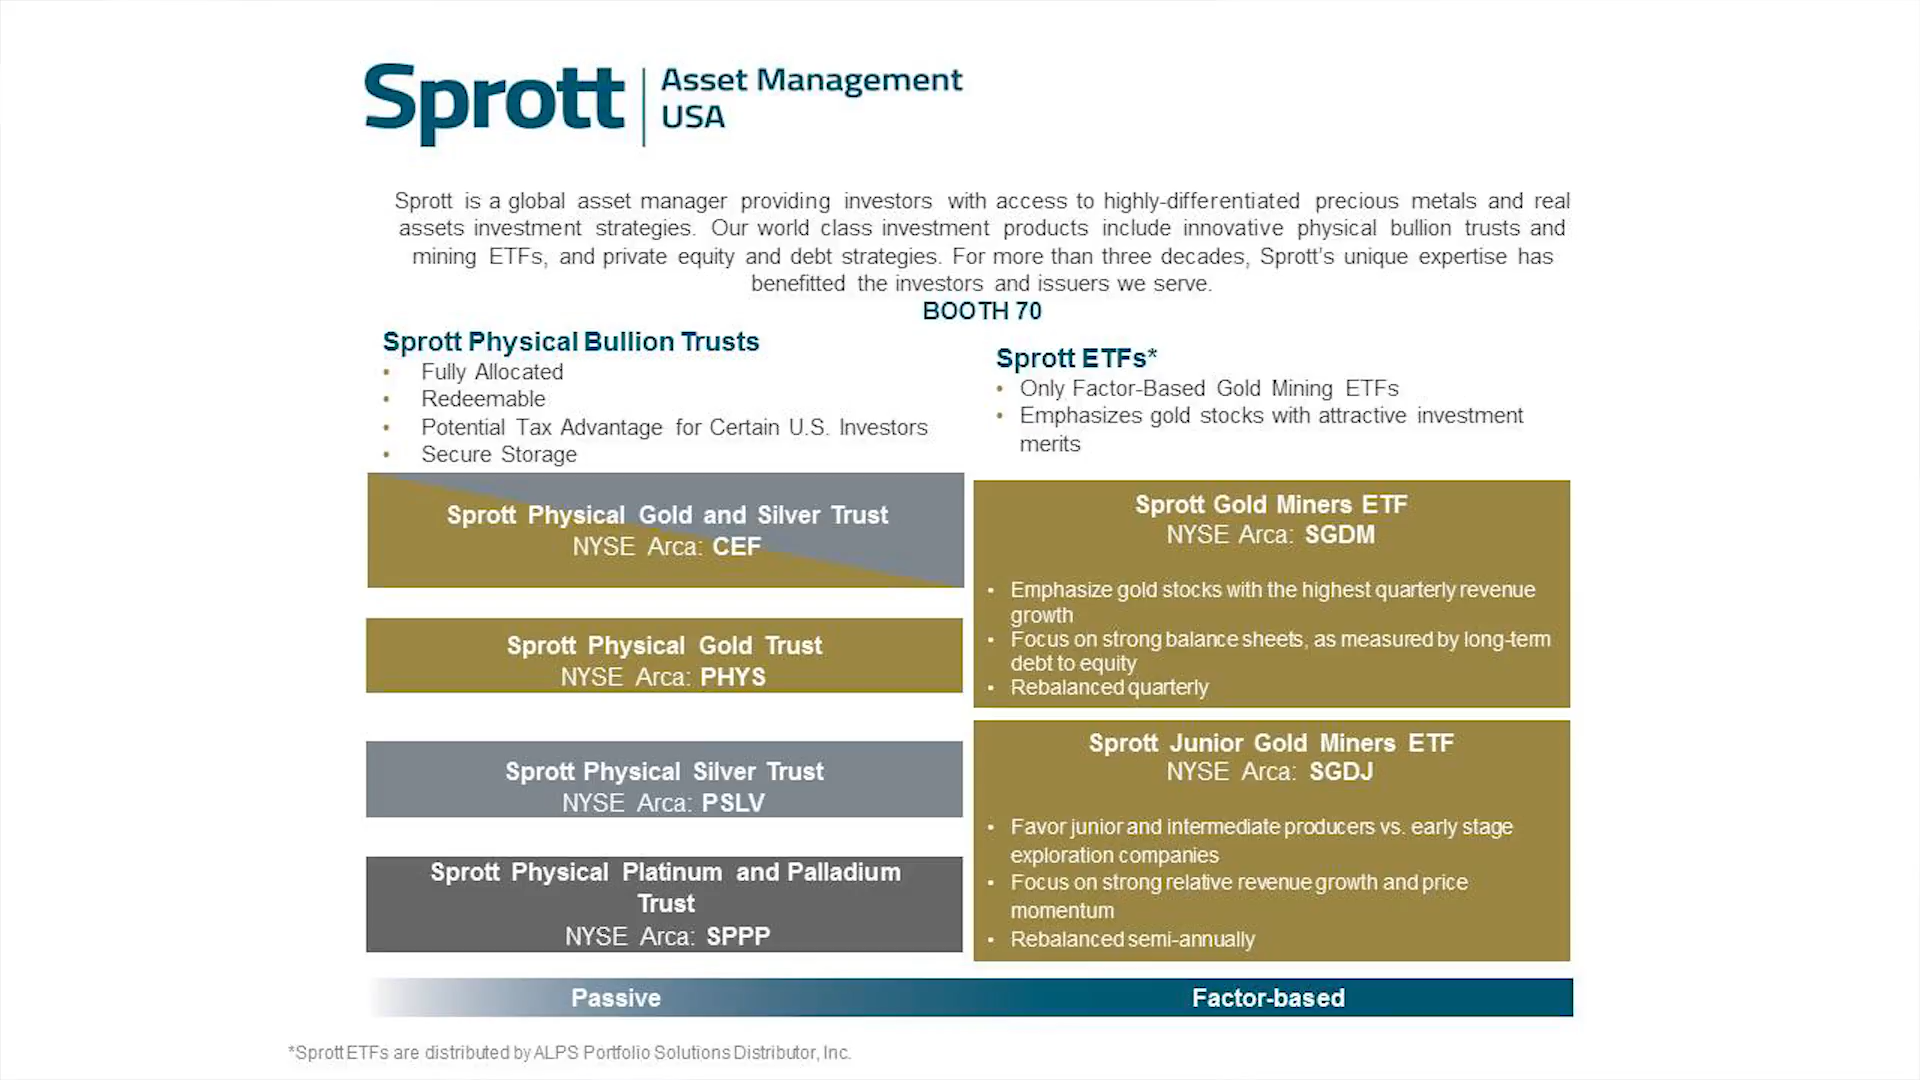 Sprott
Asset Management
USA
Sprott is a global asset manager providing investors with access to highly-differentiated precious metals and real
assets investment strategies. Our world class investment products include innovative physical bullion trusts and
mining ETFs, and private equity and debt strategies. For more than three decades, Sprott's unique expertise has
benefitted the investors and issuers we serve.
BOOTH 70
Sprott Physical Bullion Trusts
• Fully Allocated
• Redeemable
• Potential Tax Advantage for Certain U.S. Investors
• Secure Storage
Sprott Physical Gold and Silver Trust
NYSE Arca: CEF
Sprott Physical Gold Trust
NYSE Arca: PHYS
Sprott Physical Silver Trust
NYSE Arca: PSLV
Sprott Physical Platinum and Palladium
Trust
NYSE Arca: SPPP
Sprott ETFs*
• Only Factor-Based Gold Mining ETFs
• Emphasizes gold stocks with attractive investment
merits
Sprott Gold Miners ETF
NYSE Arca: SGDM
• Emphasize gold stocks with the highest quarterly revenue
growth
• Focus on strong balance sheets, as measured by long-term
debt to equity
• Rebalanced quarterly
Sprott Junior Gold Miners ETF
NYSE Arca: SGDJ
• Favor junior and intermediate producers vs. early stage
exploration companies
• Focus on strong relative revenue growth and price
momentum
• Rebalanced semi-annually
Passive
Factor-based
*Sprott ETFs are distributed by ALPS Portfolio Solutions Distributor, Inc.